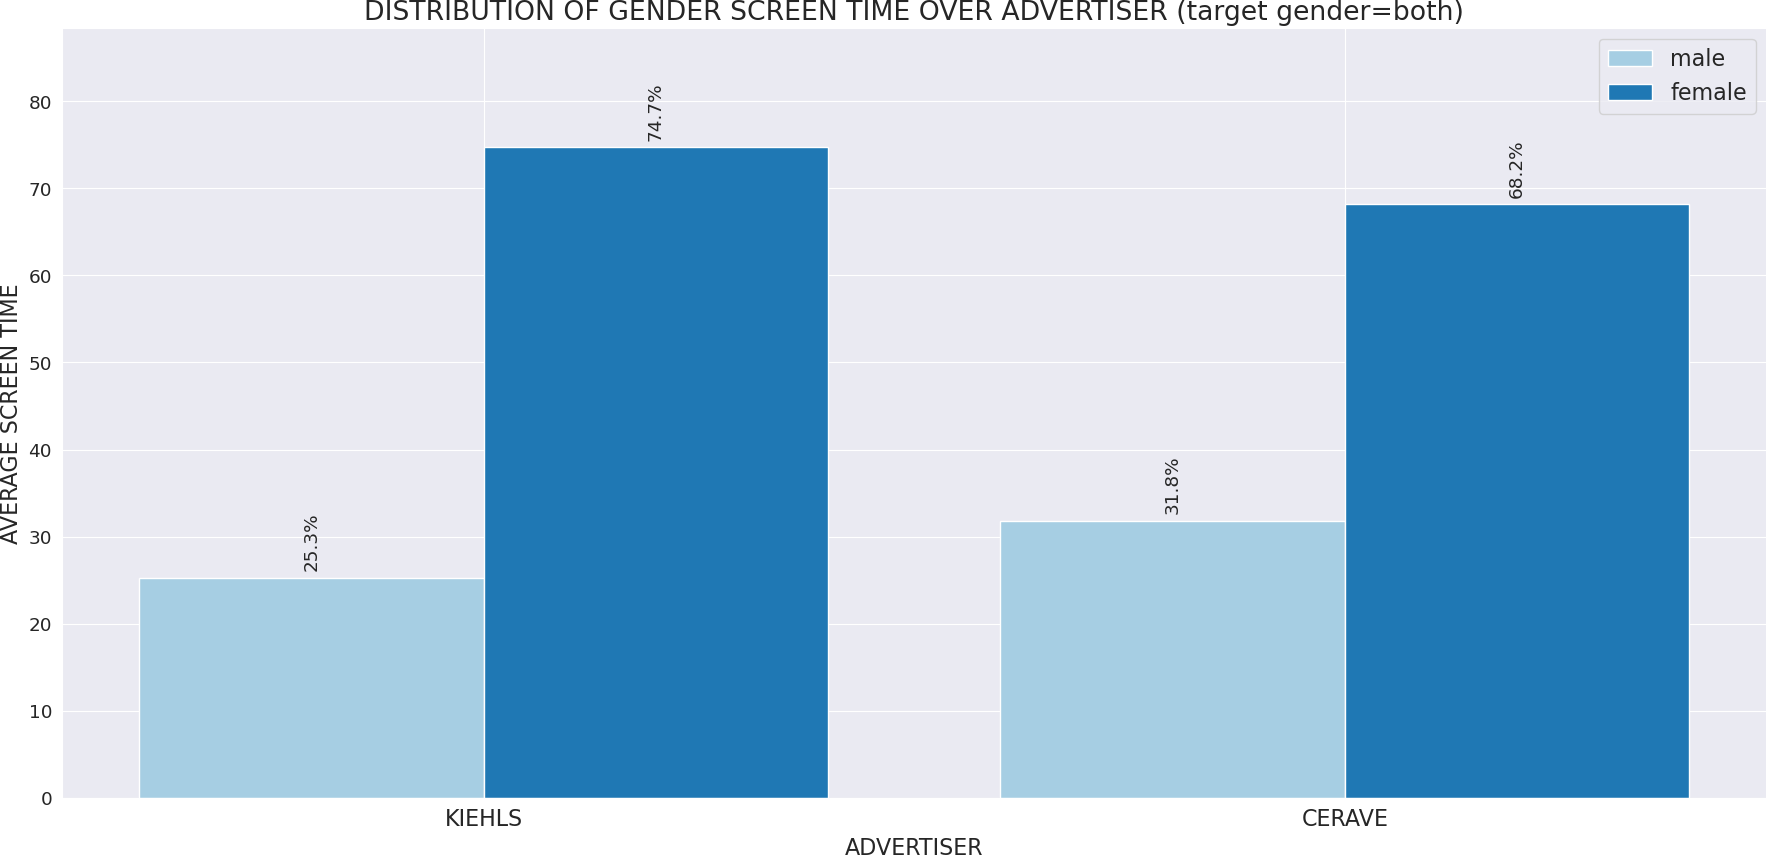 DISTRIBUTION OF GENDER SCREEN TIME OVER ADVERTISER (target gender=both)
male
female
AVERAGE SCREEN TIME
80
70
60
50
40
30
20
10
0
25.3%
74.7%
31.8%
68.2%
KIEHLS
CERAVE
ADVERTISER